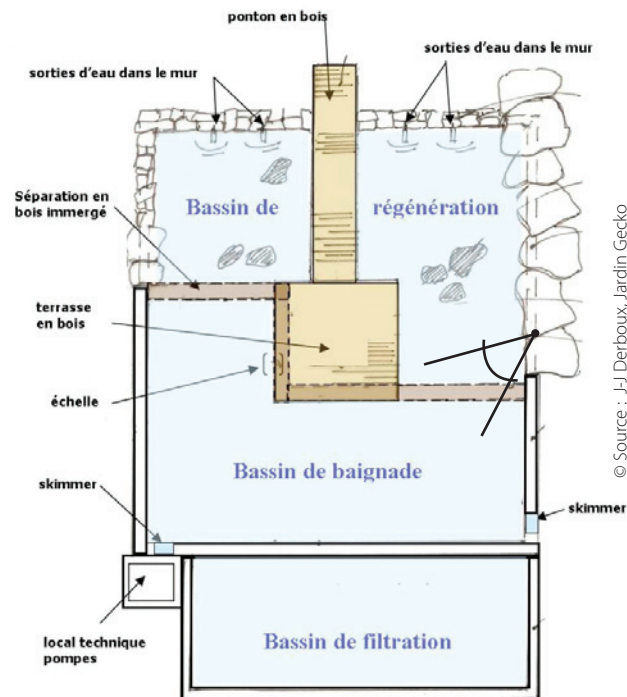 ponton en bois
sorties d'eau dans le mur
sorties d'eau dans le mur
Séparation en
bois immergé
Bassin de
régénération
terrasse
en bois
échelle
Bassin de baignade
skimmer
skimmer
local technique
pompes
Bassin de filtration
© Source : J-J Derboux, Jardin Gecko